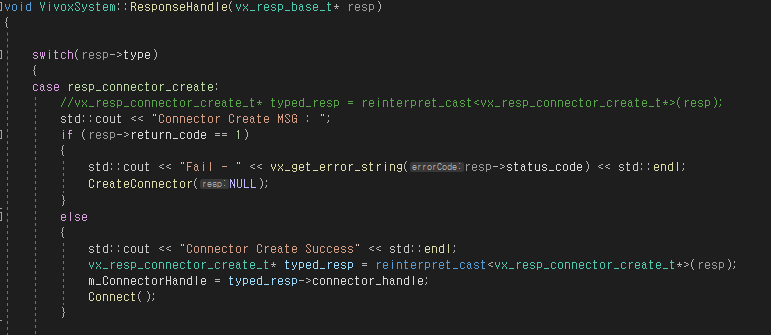 void VivoxSystem::ResponseHandle(vx_resp_base_t* resp)
{
switch(resp->type)
{
case resp_connector_create:
//vx_resp_connector_create_t* typed_resp = reinterpret_cast<vx_resp_connector_create_t*>(resp);
std::cout << "Connector Create MSG : ";
if (resp->return_code == 1)
{
std::cout << "Fail - " << vx_get_error_string(errorCode:resp->status_code) << std::endl;
CreateConnector(resp:NULL);
}
else
{
std::cout << "Connector Create Success" << std::endl;
vx_resp_connector_create_t* typed_resp = reinterpret_cast<vx_resp_connector_create_t*>(resp);
m_ConnectorHandle = typed_resp->connector_handle;
Connect();
}